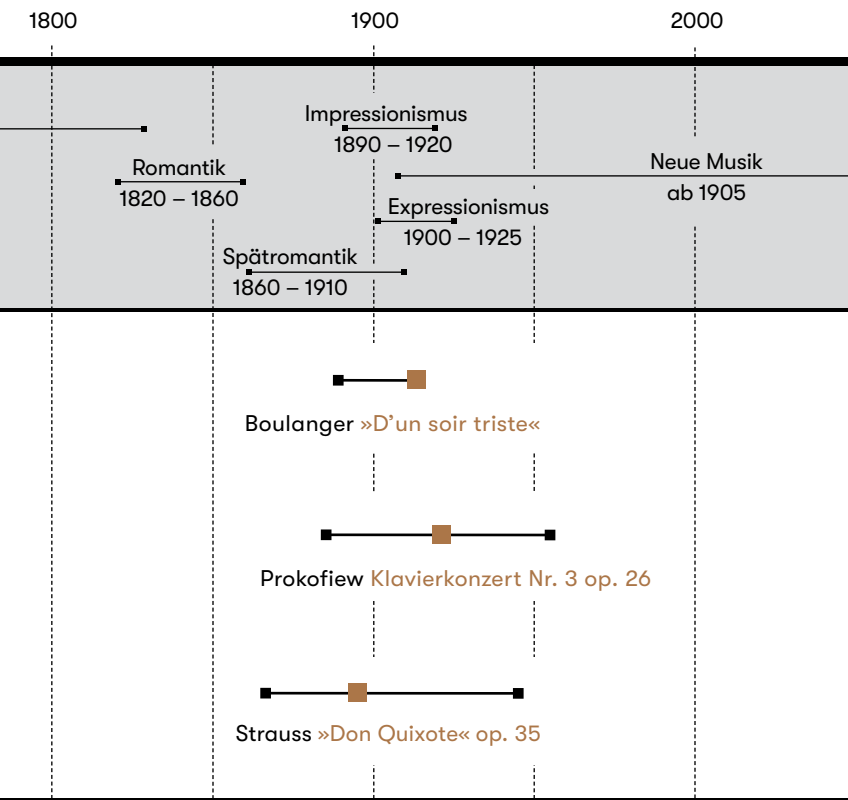 1800 1900 2000
Impressionismus
1890 – 1920
Neue Musik
ab 1905
Romantik
1820 – 1860
Expressionismus
1900 – 1925
Spätromantik
1860 – 1910
Boulanger »D’un soir triste«
Prokofiew Klavierkonzert Nr. 3 op. 26
Strauss »Don Quixote« op. 35